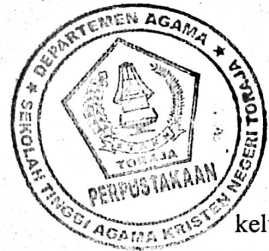 ★ DEPARTEMEN AGAMA ★
SEKOLAH TINGGI AGAMA KRISTEN NEGERI TORAJA
TORAJA
PERPUSTAKAAN
kel